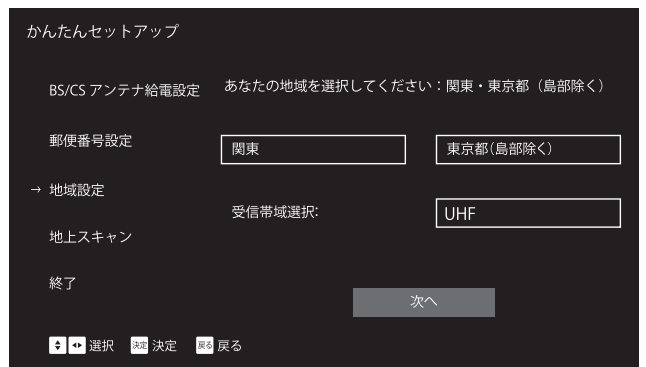 かんたんセットアップ
BS/CS アンテナ給電設定
あなたの地域を選択してください：関東・東京都（島部除く）
郵便番号設定
関東
東京都(島部除く)
→ 地域設定
受信帯域選択:
UHF
地上スキャン
終了
次へ
選択 決定 決定 戻る 戻る